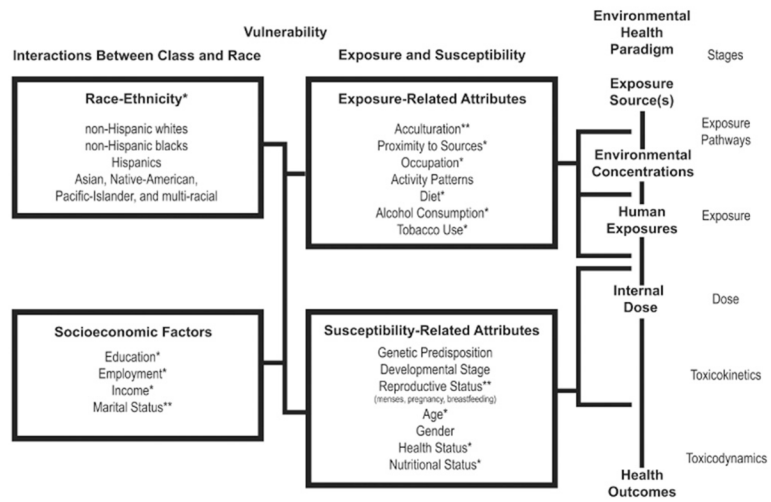 Vulnerability
Interactions Between Class and Race
Race-Ethnicity*
non-Hispanic whites
non-Hispanic blacks
Hispanics
Asian, Native-American,
Pacific-Islander, and multi-racial
Socioeconomic Factors
Education*
Employment*
Income*
Marital Status**
Exposure and Susceptibility
Exposure-Related Attributes
Acculturation**
Proximity to Sources*
Occupation*
Activity Patterns
Diet*
Alcohol Consumption*
Tobacco Use*
Susceptibility-Related Attributes
Genetic Predisposition
Developmental Stage
Reproductive Status**
(menses, pregnancy, breastfeeding)
Age*
Gender
Health Status*
Nutritional Status*
Environmental
Health
Paradigm
Exposure
Source(s)
Environmental
Concentrations
Human
Exposures
Internal
Dose
Health
Outcomes
Stages
Exposure
Pathways
Exposure
Dose
Toxicokinetics
Toxicodynamics